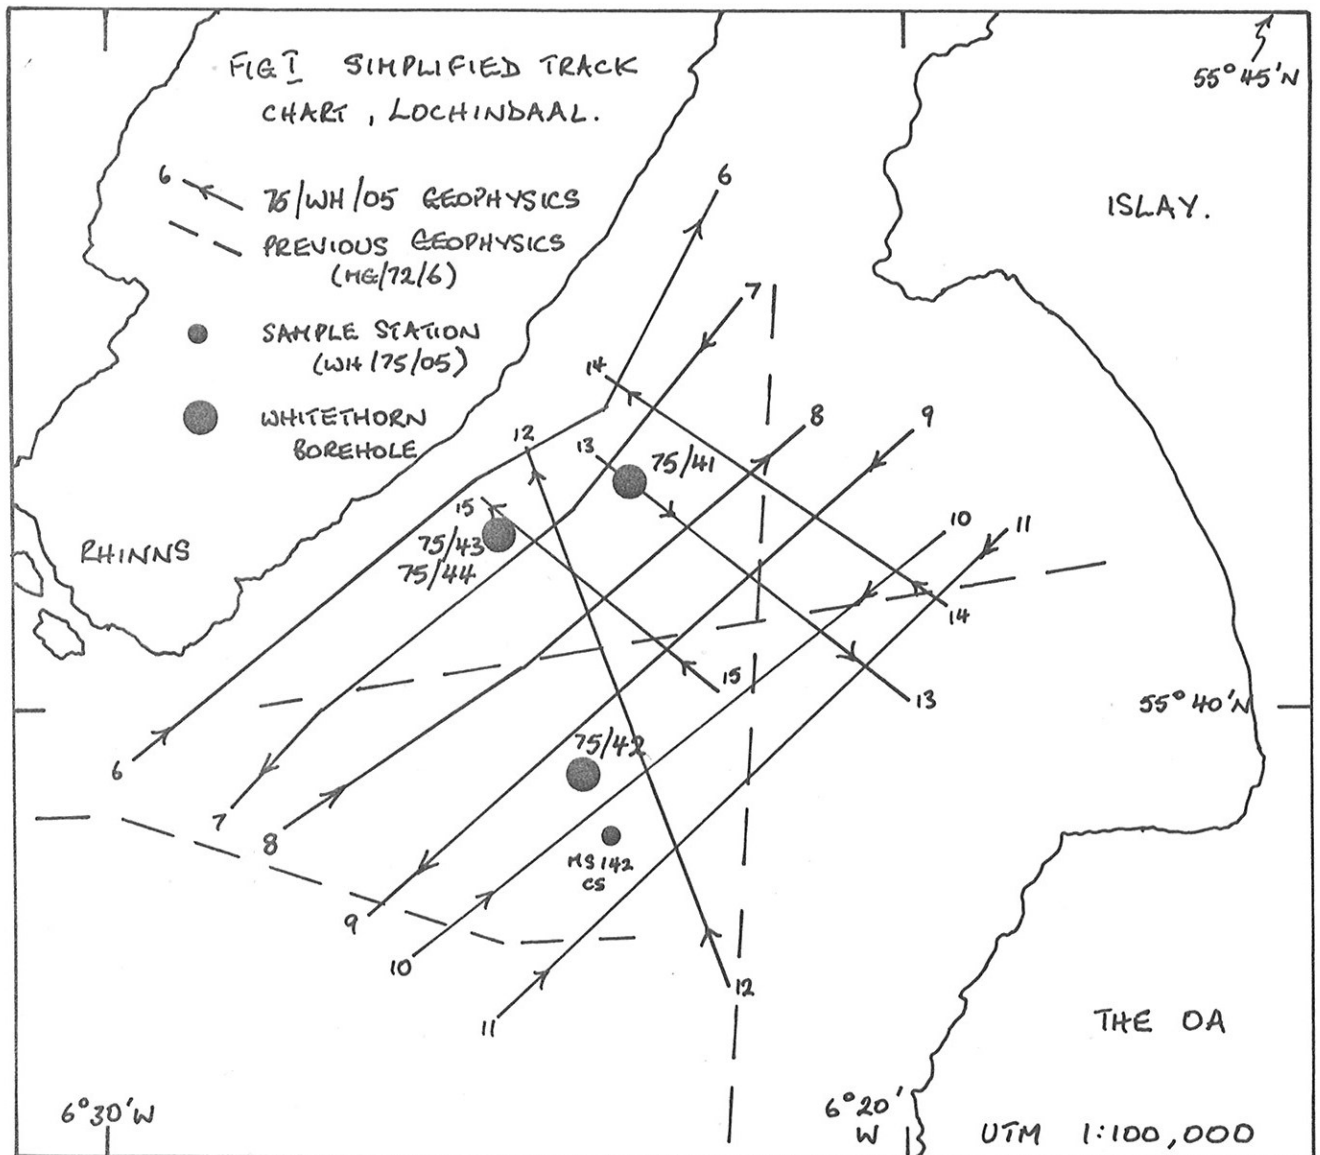 FIG I SIMPLIFIED TRACK
CHART, LOCHINDAAL.
55°45'N
6
75/WH/05 GEOPHYSICS
PREVIOUS GEOPHYSICS
(ME/72/6)
SAMPLE STATION
(WH/75/05)
WHITETHORN
BOREHOLE
ISLAY.
6
7
14
8
9
12
13
75/41
15
10
11
75/43
75/44
RHINNS
14
15
13
55°40'N
75/42
6
7
8
MS142
CS
9
10
12
11
THE OA
6°30'W
6°20'
W
UTM 1:100,000